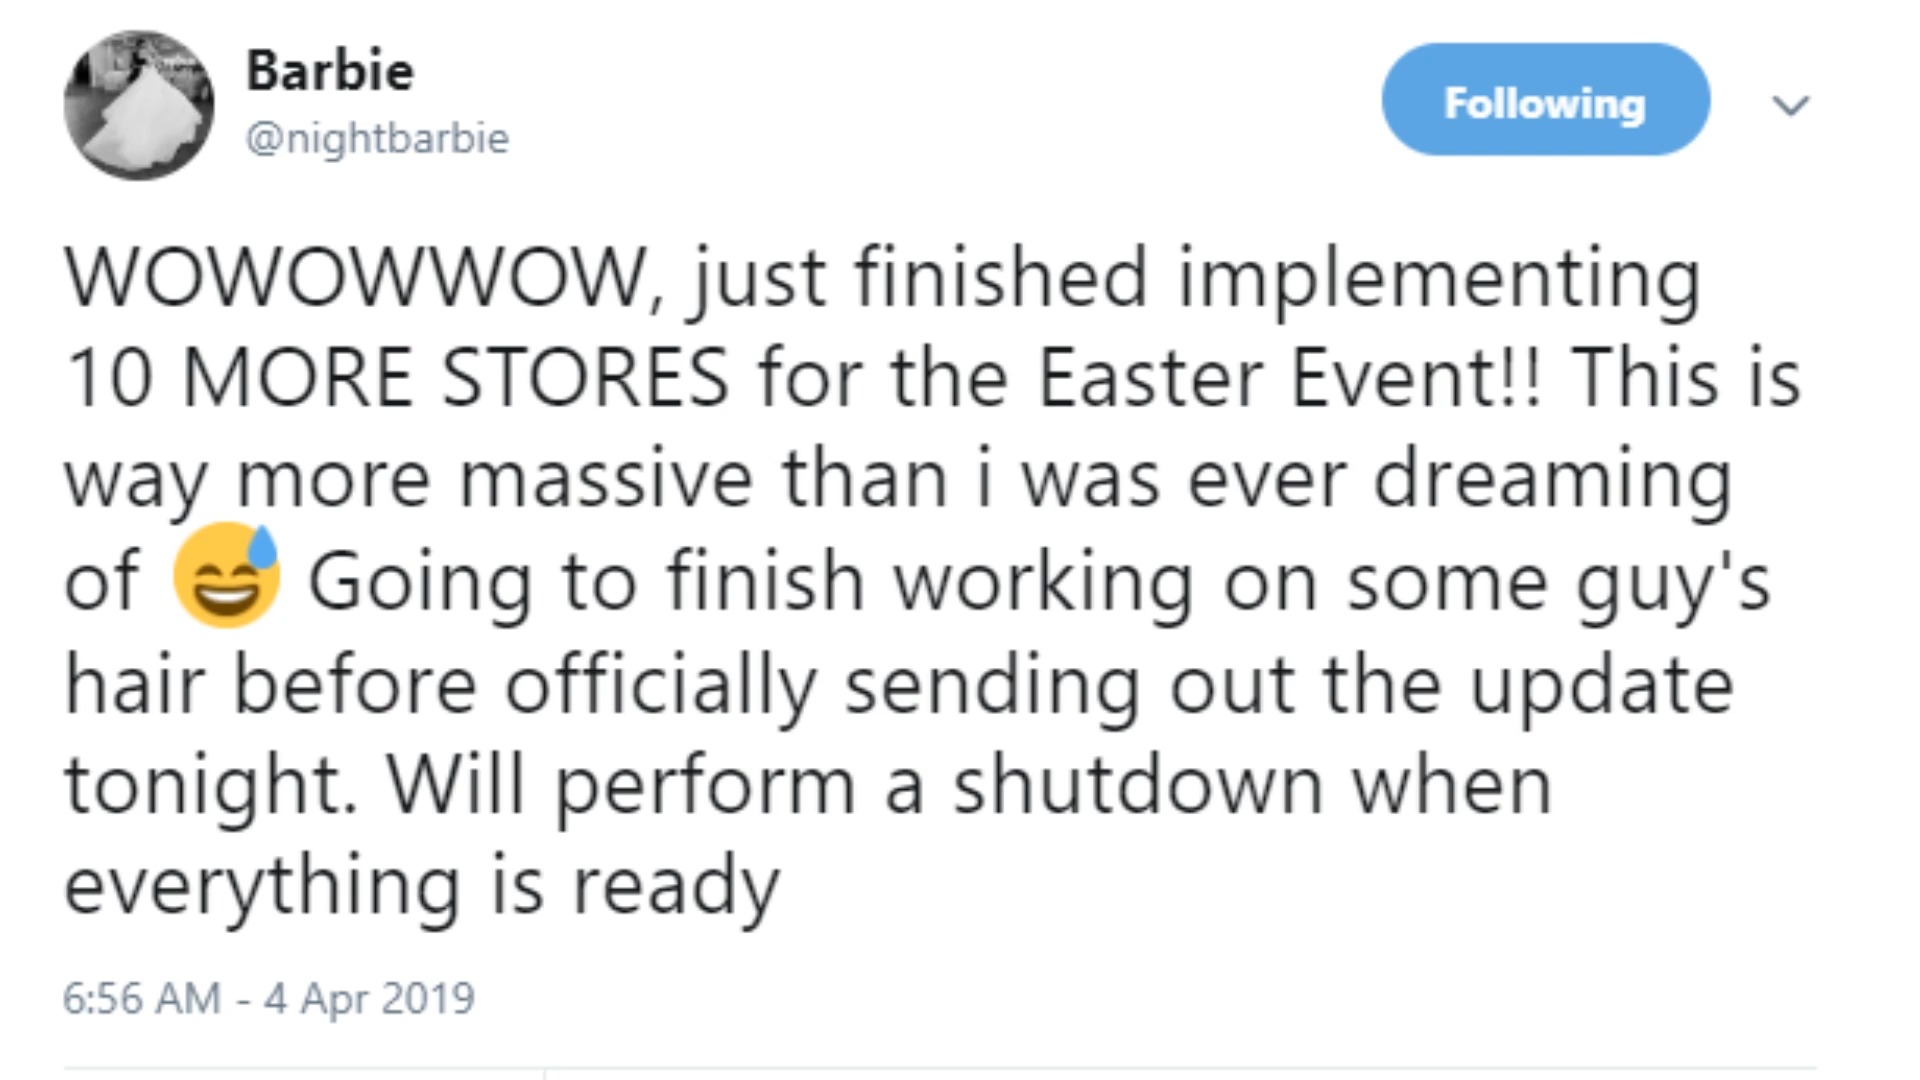 Barbie
@nightbarbie
Following
WOWOWWOW, just finished implementing
10 MORE STORES for the Easter Event!! This is
way more massive than i was ever dreaming
of 😅 Going to finish working on some guy's
hair before officially sending out the update
tonight. Will perform a shutdown when
everything is ready
6:56 AM - 4 Apr 2019